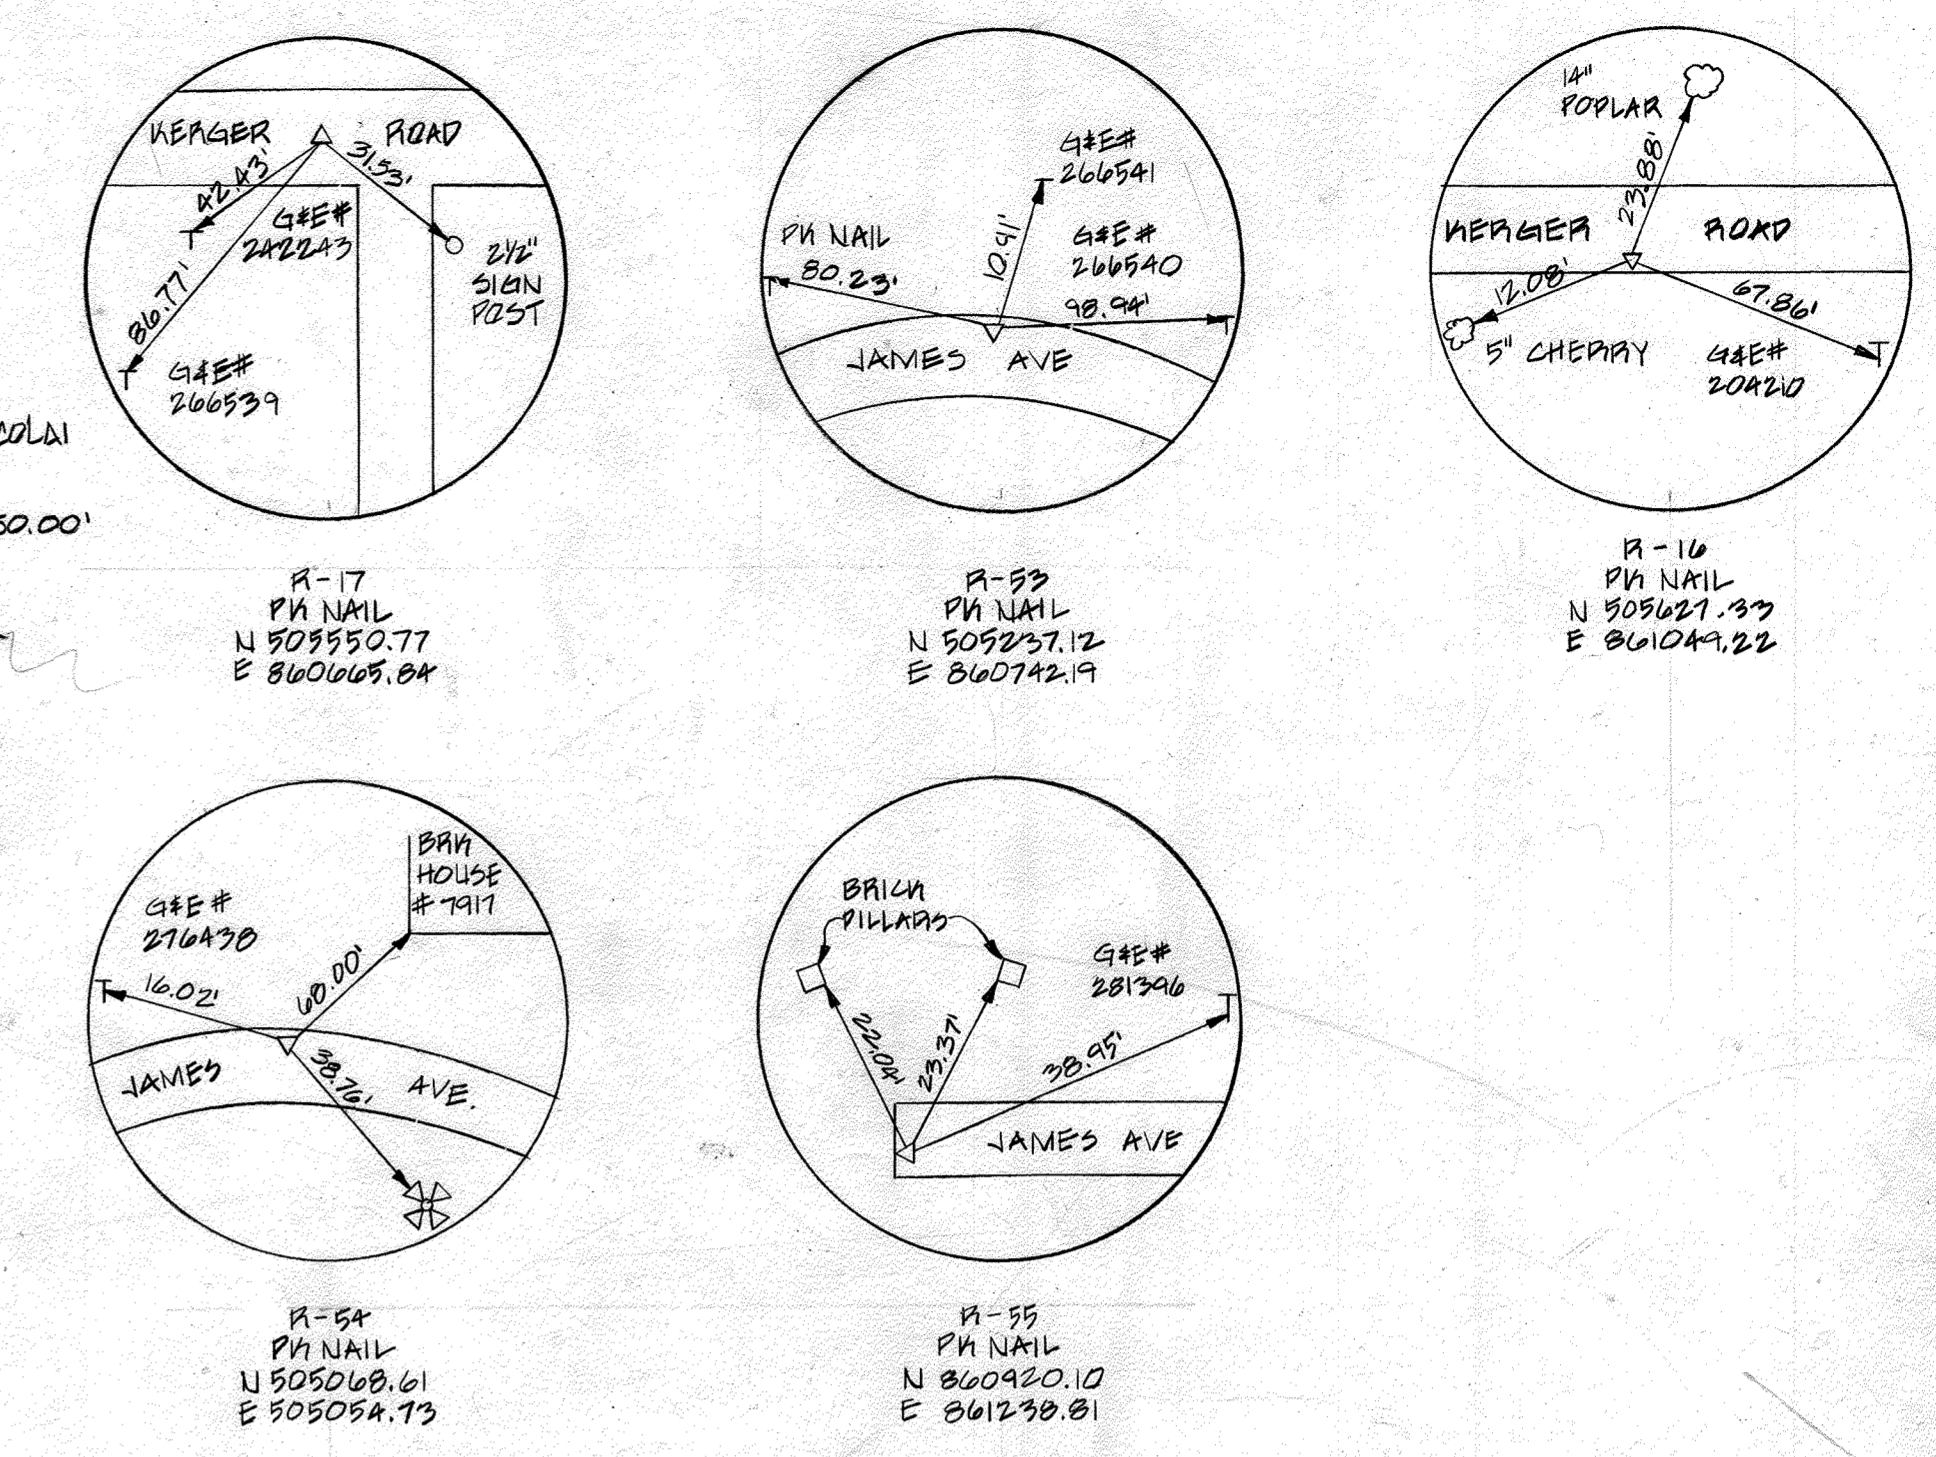 KERGER ROAD
42.43'
31.53'
G&E#
242243
86.77'
2 1/2"
SIGN
POST
G&E#
266539
COLAI
50.00'
R-17
PK NAIL
N 505550.77
E 860665.84
G&E#
266541
PK NAIL
80.23'
10.91'
G&E#
266540
98.94'
JAMES AVE
R-53
PK NAIL
N 505237.12
E 860742.19
14"
POPLAR
23.88'
KERGER ROAD
12.08'
67.86'
5" CHERRY
G&E#
204210
R-16
PK NAIL
N 505627.33
E 861049.22
BRK
HOUSE
# 7917
G&E#
276438
16.02'
68.00'
38.76'
JAMES AVE.
R-54
PK NAIL
N 505068.61
E 505054.73
BRICK
PILLARS
G&E#
281396
22.04'
23.37'
38.95'
JAMES AVE
R-55
PK NAIL
N 860920.10
E 861238.81